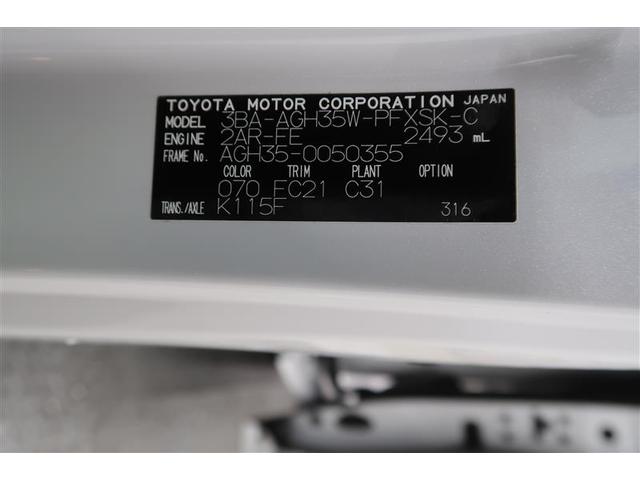 TOYOTA MOTOR CORPORATION JAPAN
MODEL 3BA-AGH35W-PFXSK-C
ENGINE 2AR-FE 2493 mL
FRAME No. AGH35-0050355
COLOR TRIM PLANT OPTION
070 FC21 C31
TRANS./AXLE K115F 316